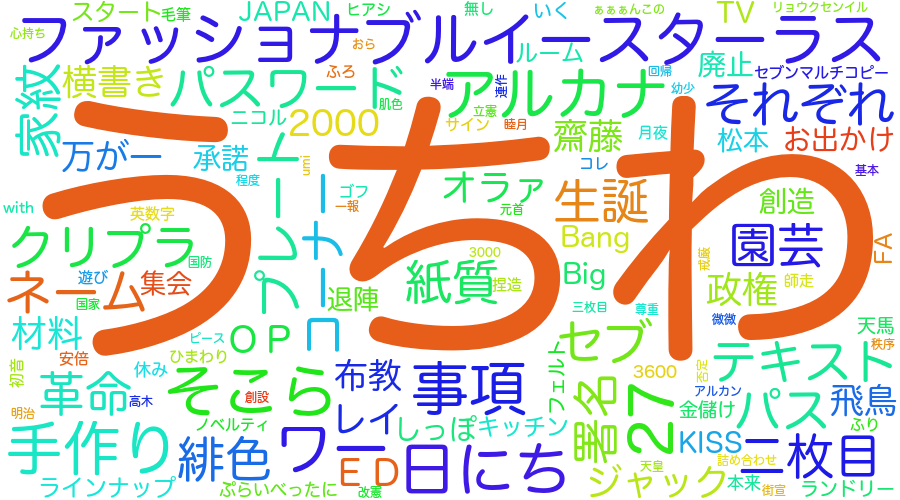 スタート
毛筆
JAPAN
ヒアシ
無し
いく
ぁぁぁんこの
TV
リョウクセンイル
心持ち
ファッショナブルイースターラス
おら
ふろ
ルーム
回帰
廃止
セブンマルチコピー
家紋
横書き
パスワード
半端
連作
アルカナ
幼少
それぞれ
肌色
立憲
2000
ニコル
サイン
睦月
齋藤
月夜
松本
お出かけ
うちわ
万が一
承諾
umi
コレ
基本
程度
プレート
コーナー
ゴフ
オラァ
生誕
創造
with
英数字
一報
元首
クリプラ
国防
Bang
園芸
FA
3000
ネーム
遊び
集会
紙質
捏造
Big
政権
戒厳
師走
国家
退陣
三枚目
尊重
微微
材料
OP
天馬
安倍
ピース
セブ
秩序
初音
休み
ひまわり
フェルト
テキスト
革命
そこら
布教
事項
3600
否定
アルカン
明治
高木
創設
署名
27
金儲け
パス
飛鳥
手作り
ノベルティ
レイ
しっぽ
キッチン
KISS
ふり
緋色
ワー
日にち
二枚目
ED
天皇
詰め合わせ
ラインナップ
ぷらいべったに
改憲
ジャック
本来
街宣
ランドリー